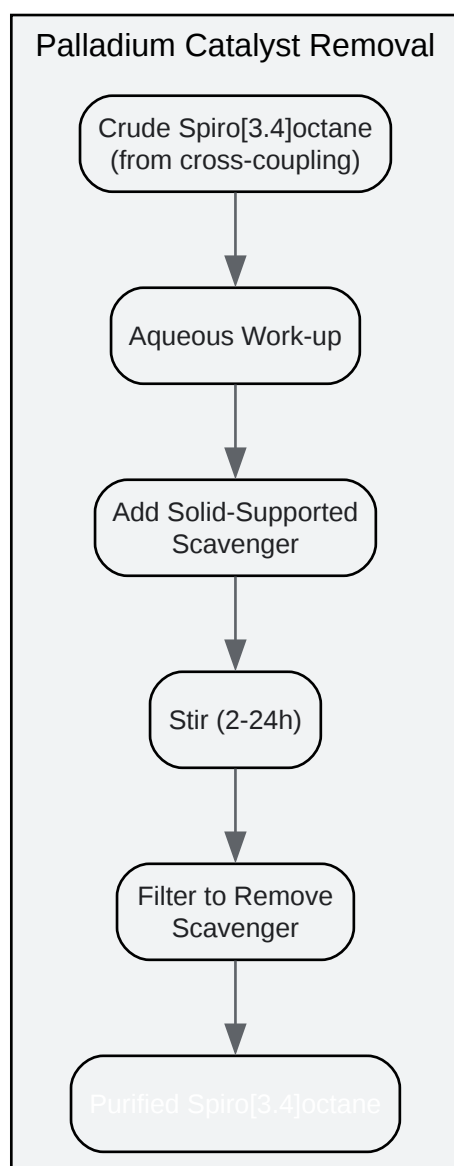 Palladium Catalyst Removal
Crude Spiro[3.4]octane
(from cross-coupling)
Aqueous Work-up
Add Solid-Supported
Scavenger
Stir (2-24h)
Filter to Remove
Scavenger
Purified Spiro[3.4]octane